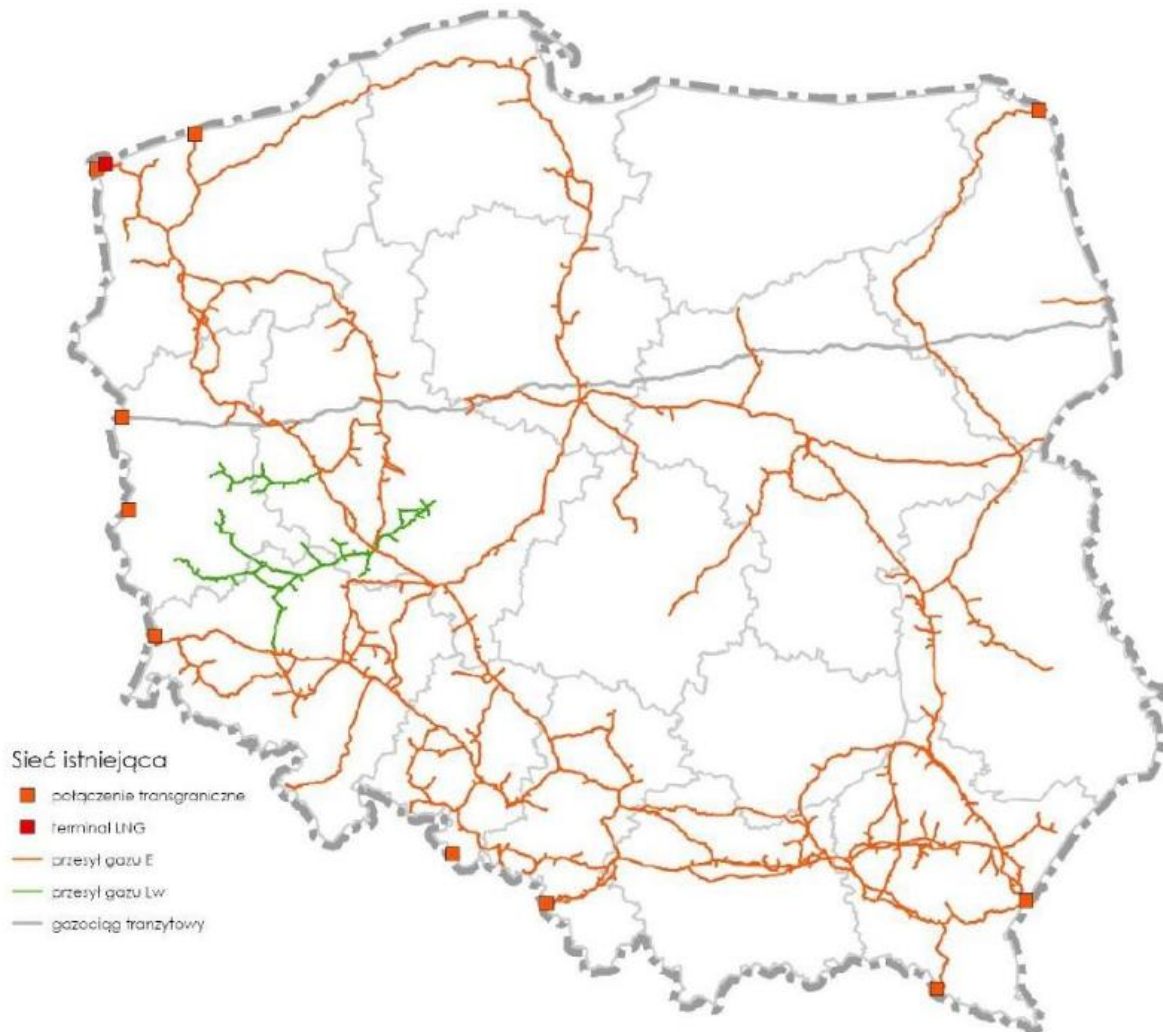 Sieć istniejąca
połączenie transgraniczne
terminal LNG
przesył gazu E
przesył gazu Lw
gazociąg tranzytowy